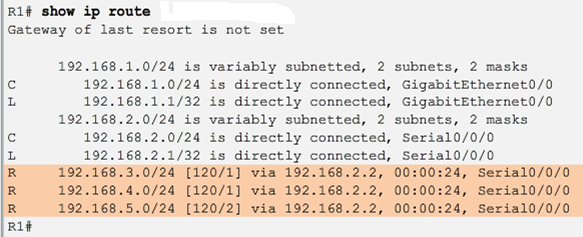 R1# show ip route
Gateway of last resort is not set
192.168.1.0/24 is variably subnetted, 2 subnets, 2 masks
C 192.168.1.0/24 is directly connected, GigabitEthernet0/0
L 192.168.1.1/32 is directly connected, GigabitEthernet0/0
192.168.2.0/24 is variably subnetted, 2 subnets, 2 masks
C 192.168.2.0/24 is directly connected, Serial0/0/0
L 192.168.2.1/32 is directly connected, Serial0/0/0
R 192.168.3.0/24 [120/1] via 192.168.2.2, 00:00:24, Serial0/0/0
R 192.168.4.0/24 [120/1] via 192.168.2.2, 00:00:24, Serial0/0/0
R 192.168.5.0/24 [120/2] via 192.168.2.2, 00:00:24, Serial0/0/0
R1#